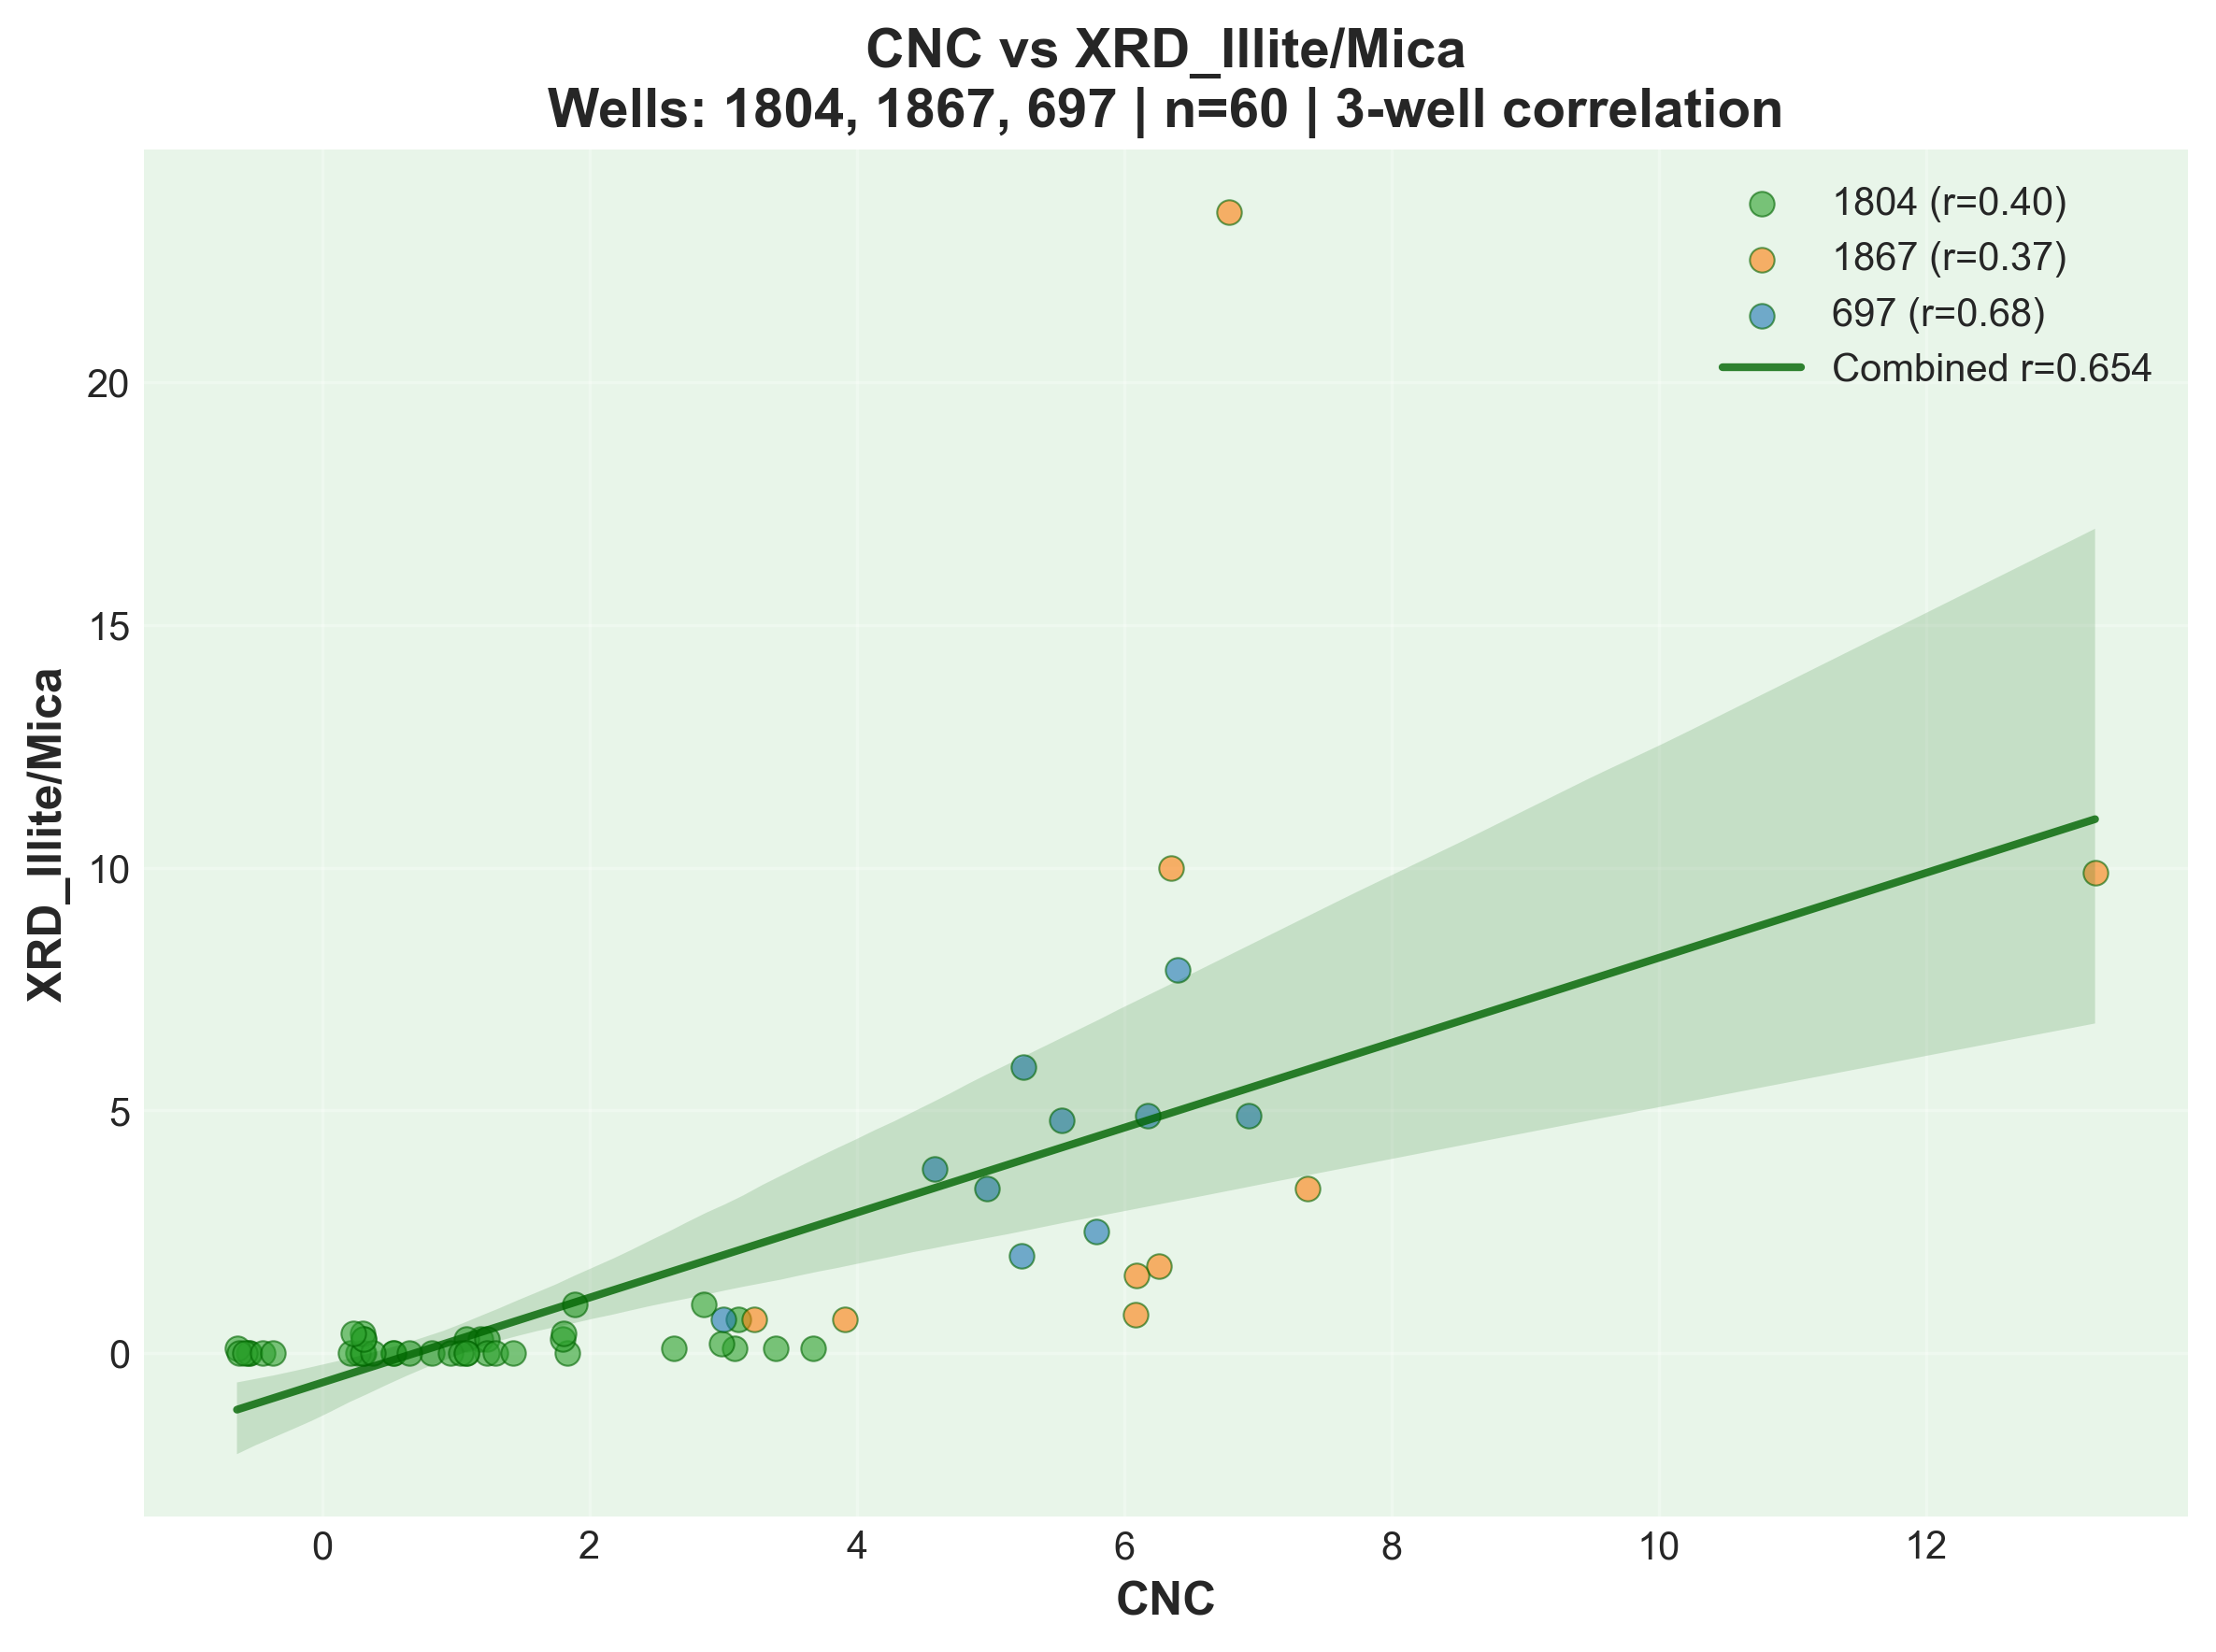 CNC vs XRD_Illite/Mica
Wells: 1804, 1867, 697 | n=60 | 3-well correlation
1804 (r=0.40)
1867 (r=0.37)
697 (r=0.68)
Combined r=0.654
XRD_Illite/Mica
20
15
10
5
0
0 2 4 6 8 10 12
CNC